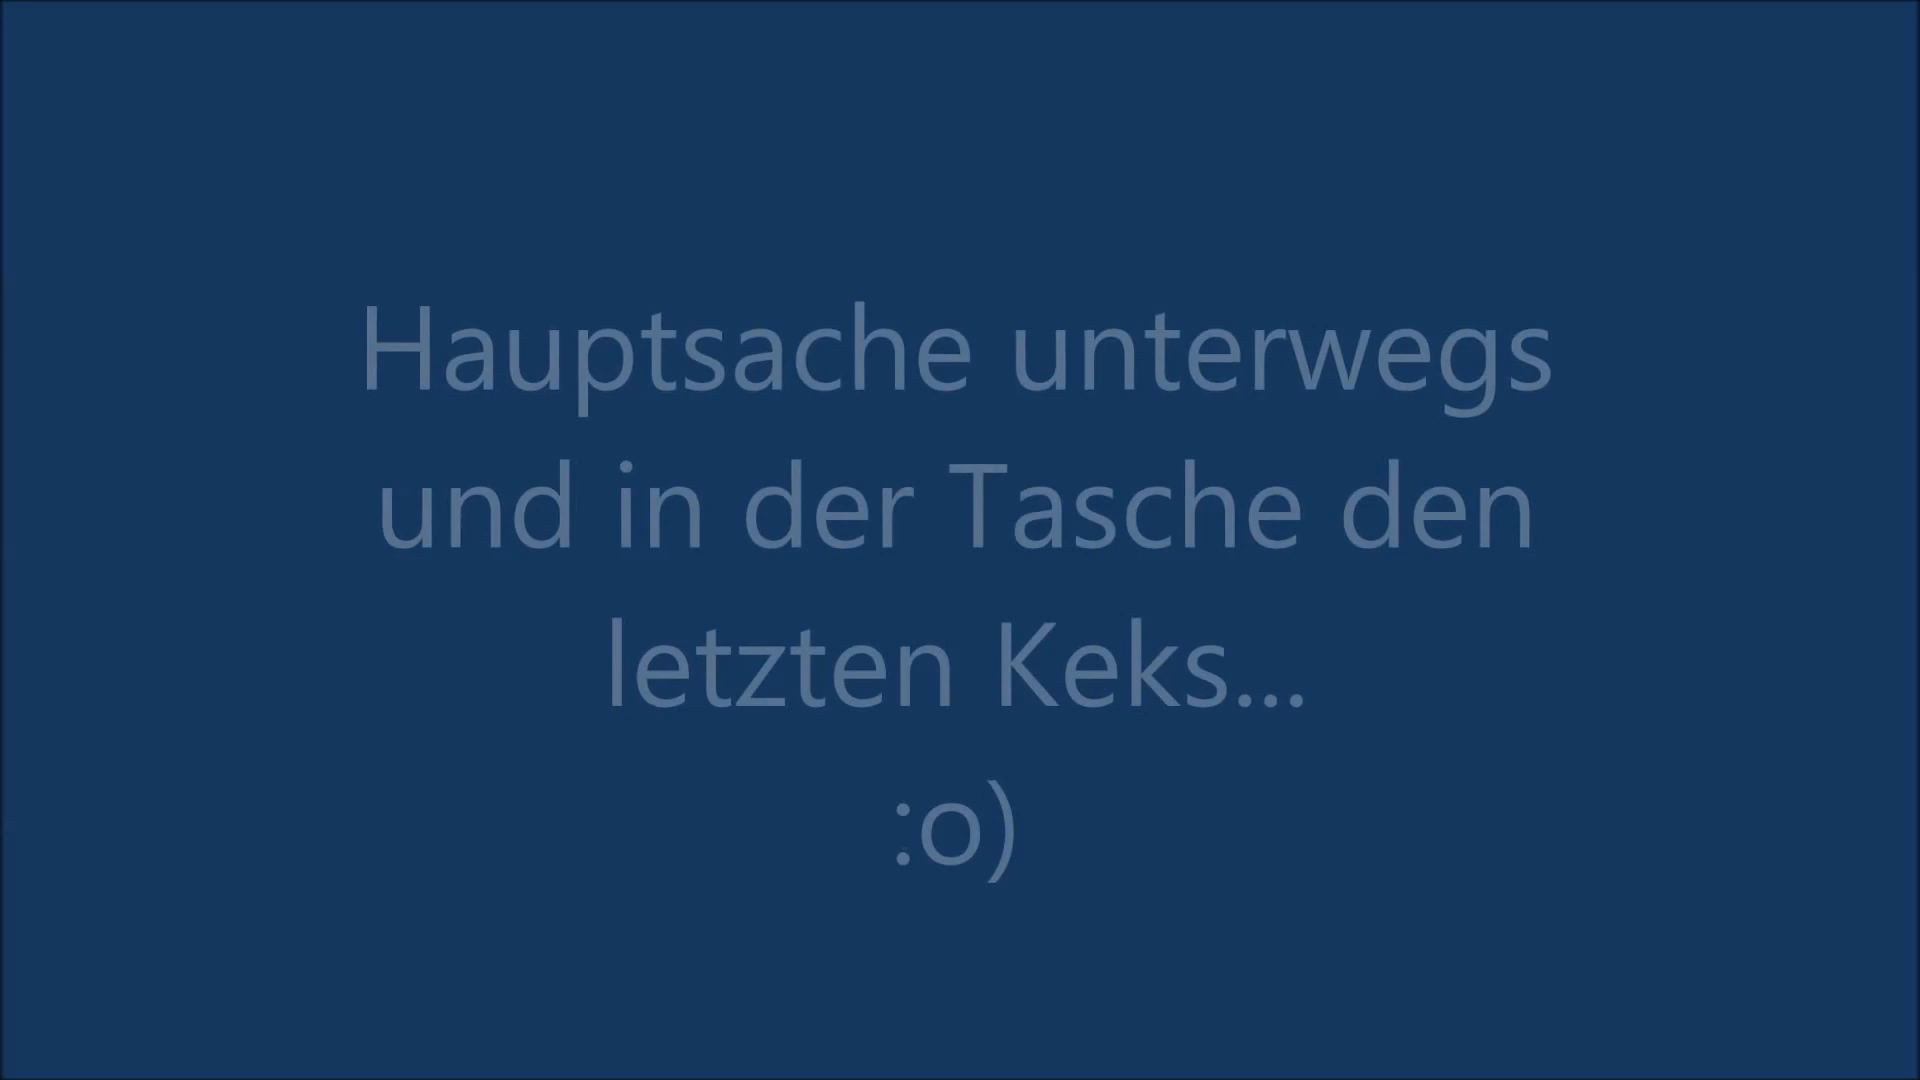 Hauptsache unterwegs
und in der Tasche den
letzten Keks...
:o)